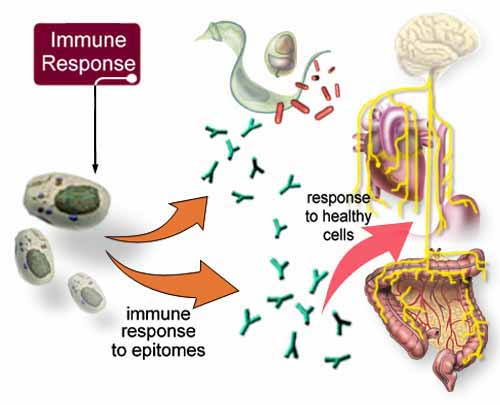 Immune
Response
response
to healthy
cells
immune
response
to epitomes